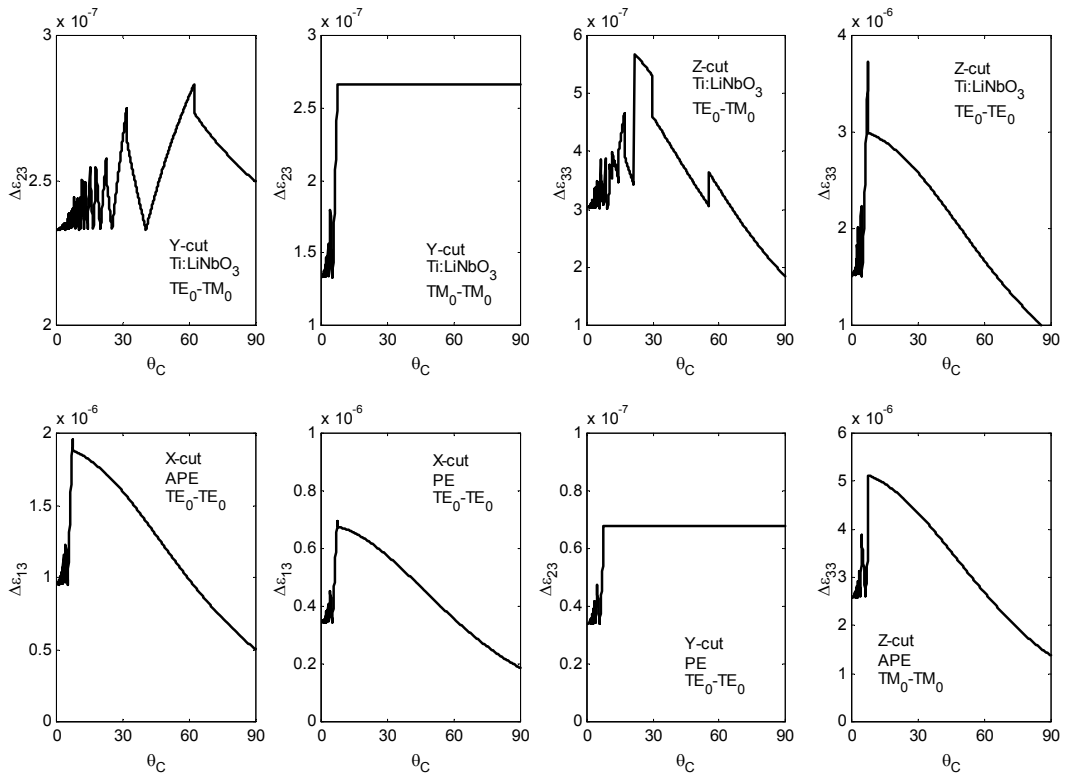 x 10-7
3
2.5
2
Δε23
0 30 60 90
θC
Y-cut
Ti:LiNbO3
TE0-TM0
x 10-7
3
2.5
2
1.5
1
Δε23
0 30 60 90
θC
Y-cut
Ti:LiNbO3
TM0-TM0
x 10-7
6
5
4
3
2
1
Δε33
0 30 60 90
θC
Z-cut
Ti:LiNbO3
TE0-TM0
x 10-6
4
3
2
1
Δε33
0 30 60 90
θC
Z-cut
Ti:LiNbO3
TE0-TE0
x 10-6
2
1.5
1
0.5
0
Δε13
0 30 60 90
θC
X-cut
APE
TE0-TE0
x 10-6
1
0.8
0.6
0.4
0.2
0
Δε13
0 30 60 90
θC
X-cut
PE
TE0-TE0
x 10-7
1
0.8
0.6
0.4
0.2
0
Δε23
0 30 60 90
θC
Y-cut
PE
TE0-TE0
x 10-6
6
5
4
3
2
1
0
Δε33
0 30 60 90
θC
Z-cut
APE
TM0-TM0